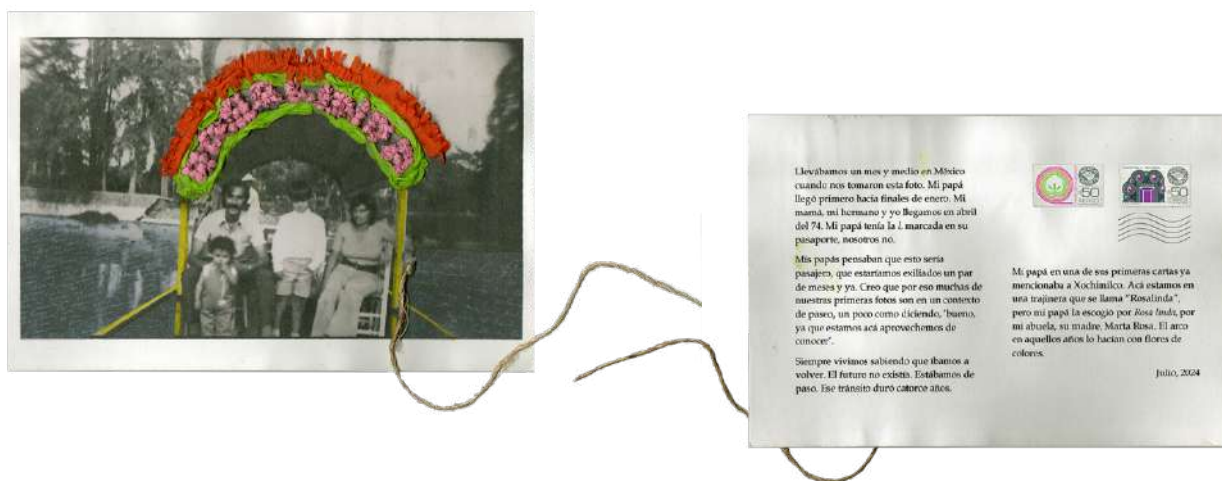 Llevábamos un mes y medio en México
cuando nos tomaron esta foto. Mi papá
llegó primero hacia finales de enero. Mi
mamá, mi hermano y yo llegamos en abril
del 74. Mi papá tenía la L marcada en su
pasaporte, nosotros no.
Mis papás pensaban que esto sería
pasajero, que estaríamos exiliados un par
de meses y ya. Creo que por eso muchas de
nuestras primeras fotos son en un contexto
de paseo, un poco como diciendo, "bueno,
ya que estamos acá aprovechemos de
conocer".
Siempre vivimos sabiendo que íbamos a
volver. El futuro no existía. Estábamos de
paso. Ese tránsito duró catorce años.
50
50
Mi papá en una de sus primeras cartas ya
mencionaba a Xochimilco. Acá estamos en
una trajinera que se llama "Rosalinda",
pero mi papá la escogió por Rosa linda, por
mi abuela, su madre, Marta Rosa. El arco
en aquellos años lo hacían con flores de
colores.
Julio, 2024